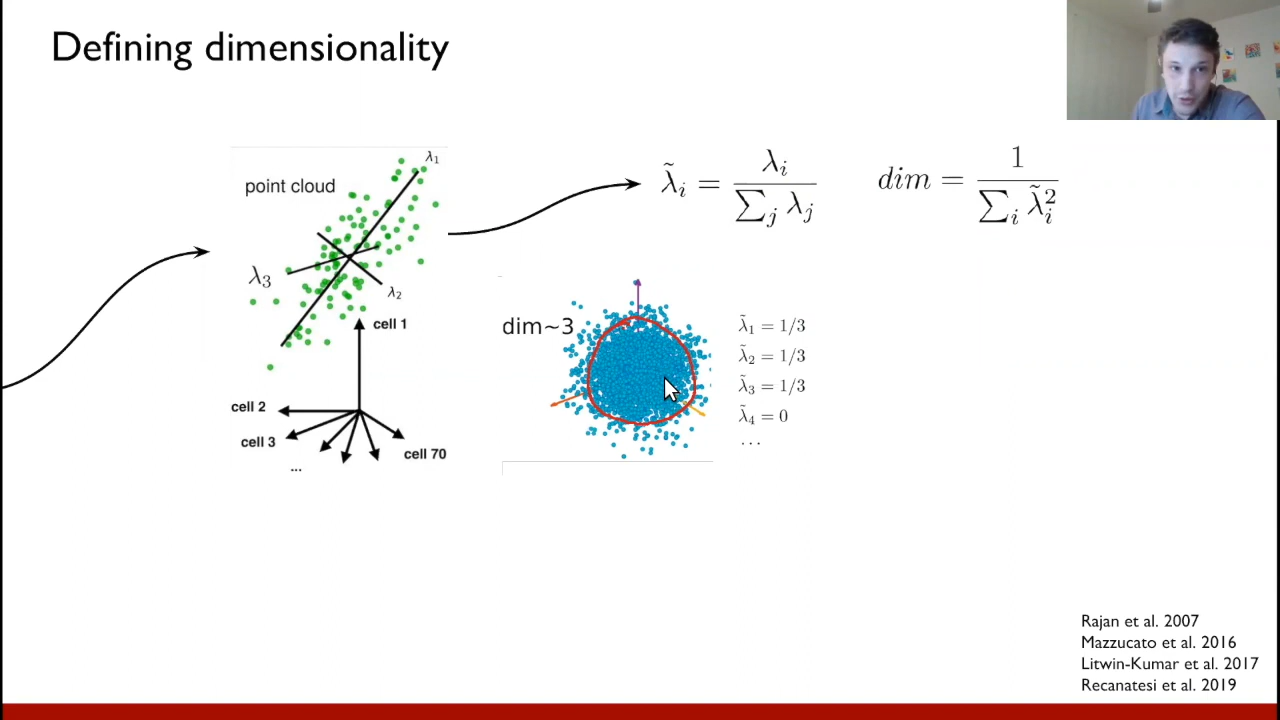 Defining dimensionality
point cloud
λ₁
λ₃
λ₂
cell 1
cell 2
cell 3
...
cell 70
λ̃ᵢ = λᵢ / ∑ⱼ λⱼ
dim = 1 / ∑ᵢ λ̃ᵢ²
dim~3
λ̃₁ = 1/3
λ̃₂ = 1/3
λ̃₃ = 1/3
λ̃₄ = 0
...
Rajan et al. 2007
Mazzucato et al. 2016
Litwin-Kumar et al. 2017
Recanatesi et al. 2019